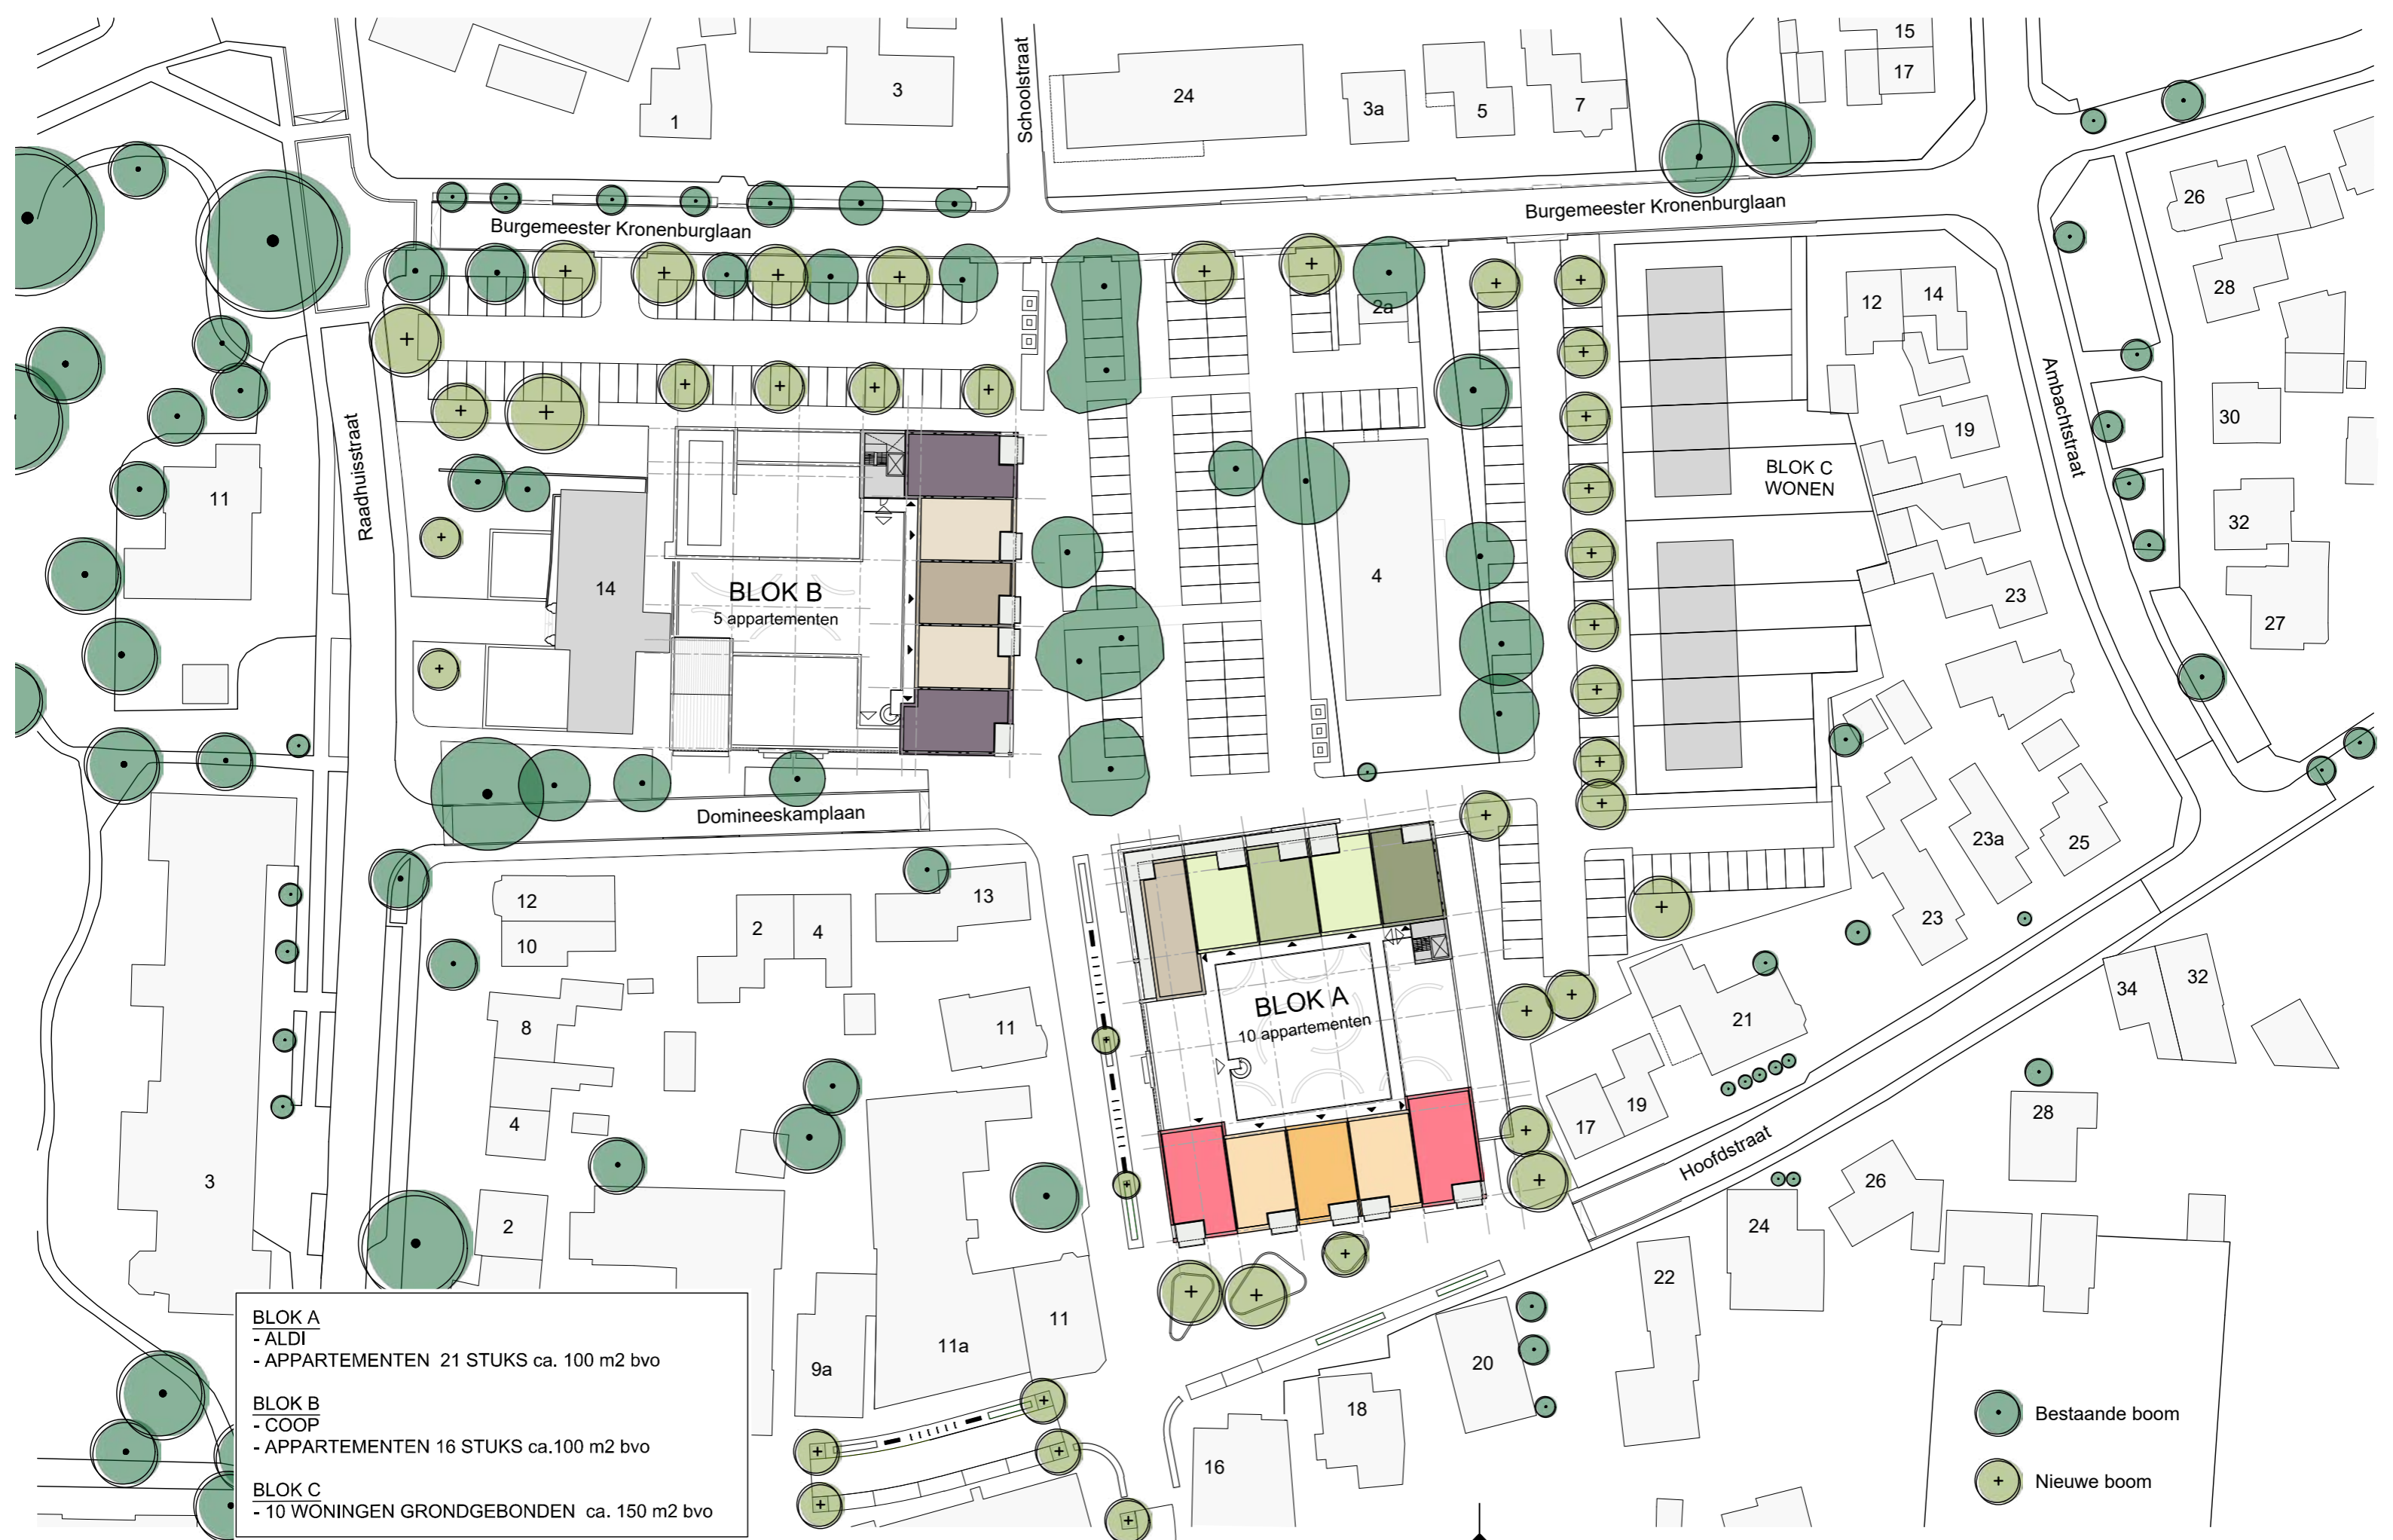 1
3
Schoolstraat
24
3a
5
7
15
17
Burgemeester Kronenburglaan
Burgemeester Kronenburglaan
26
28
2a
12
14
Ambachtstraat
30
19
BLOK C
WONEN
11
Raadhuisstraat
14
BLOK B
5 appartementen
4
32
23
27
Domineeskamplaan
23a
25
23
12
10
2
4
13
8
4
11
BLOK A
10 appartementen
21
34
32
17
19
28
Hoofdstraat
26
24
3
2
22
11
11a
9a
20
18
16
BLOK A
- ALDI
- APPARTEMENTEN 21 STUKS ca. 100 m2 bvo
BLOK B
- COOP
- APPARTEMENTEN 16 STUKS ca.100 m2 bvo
BLOK C
- 10 WONINGEN GRONDGEBONDEN ca. 150 m2 bvo
Bestaande boom
Nieuwe boom